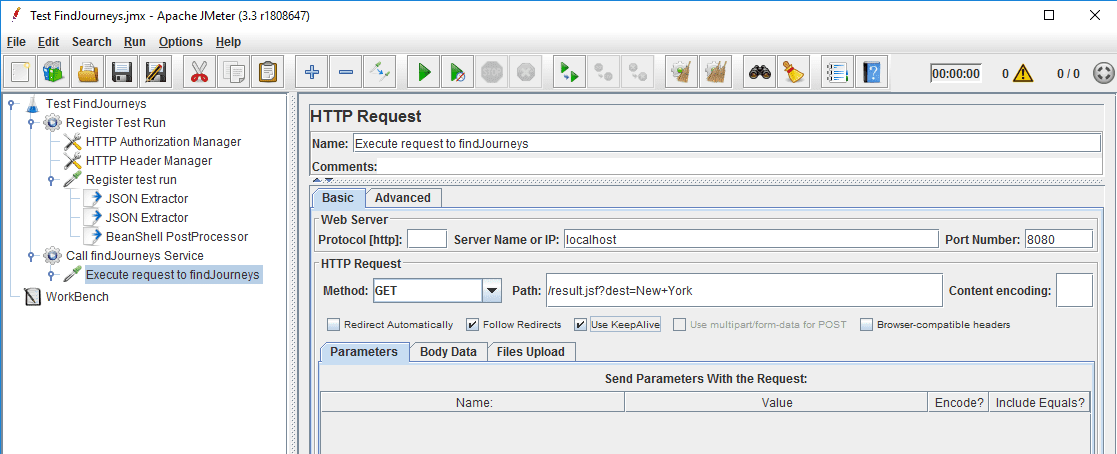 Test FindJourneys.jmx - Apache JMeter (3.3 r1808647)
File Edit Search Run Options Help
STOP 00:00:00 0 0 / 0
Test FindJourneys
Register Test Run
HTTP Authorization Manager
HTTP Header Manager
Register test run
JSON Extractor
JSON Extractor
BeanShell PostProcessor
Call findJourneys Service
Execute request to findJourneys
WorkBench
HTTP Request
Name: Execute request to findJourneys
Comments:
Basic Advanced
Web Server
Protocol [http]: Server Name or IP: localhost Port Number: 8080
HTTP Request
Method: GET Path: /result.jsf?dest=New+York Content encoding:
Redirect Automatically Follow Redirects Use KeepAlive Use multipart/form-data for POST Browser-compatible headers
Parameters Body Data Files Upload
Send Parameters With the Request:
Name: Value Encode? Include Equals?